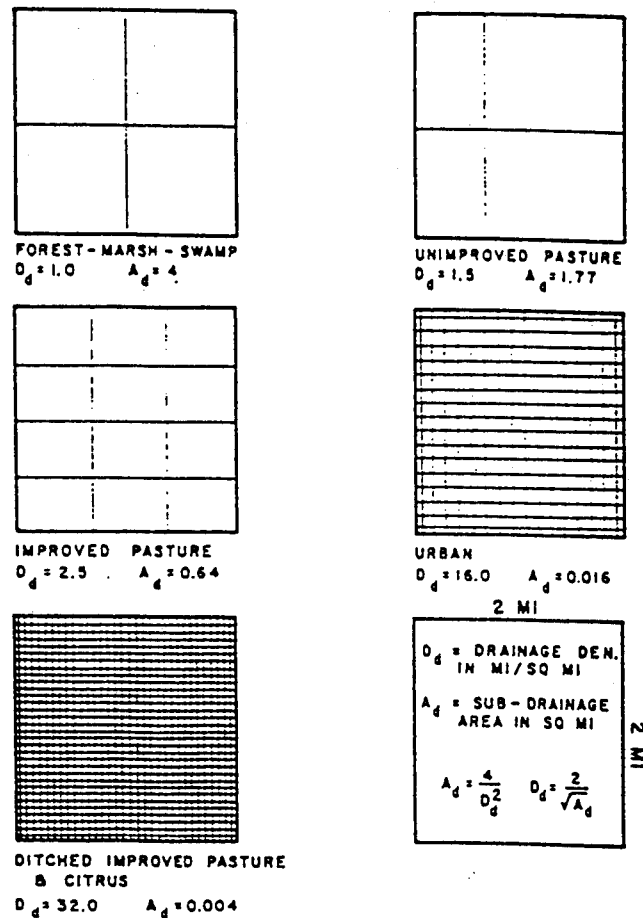 FOREST-MARSH-SWAMP
D_d = 1.0 A_d = 4
UNIMPROVED PASTURE
D_d = 1.5 A_d = 1.77
IMPROVED PASTURE
D_d = 2.5 A_d = 0.64
URBAN
D_d = 16.0 A_d = 0.016
DITCHED IMPROVED PASTURE
& CITRUS
D_d = 32.0 A_d = 0.004
2 MI
D_d = DRAINAGE DEN.
IN MI/SQ MI
A_d = SUB-DRAINAGE
AREA IN SQ MI
A_d = 4/D_d^2 D_d = 2/√A_d
2 MI